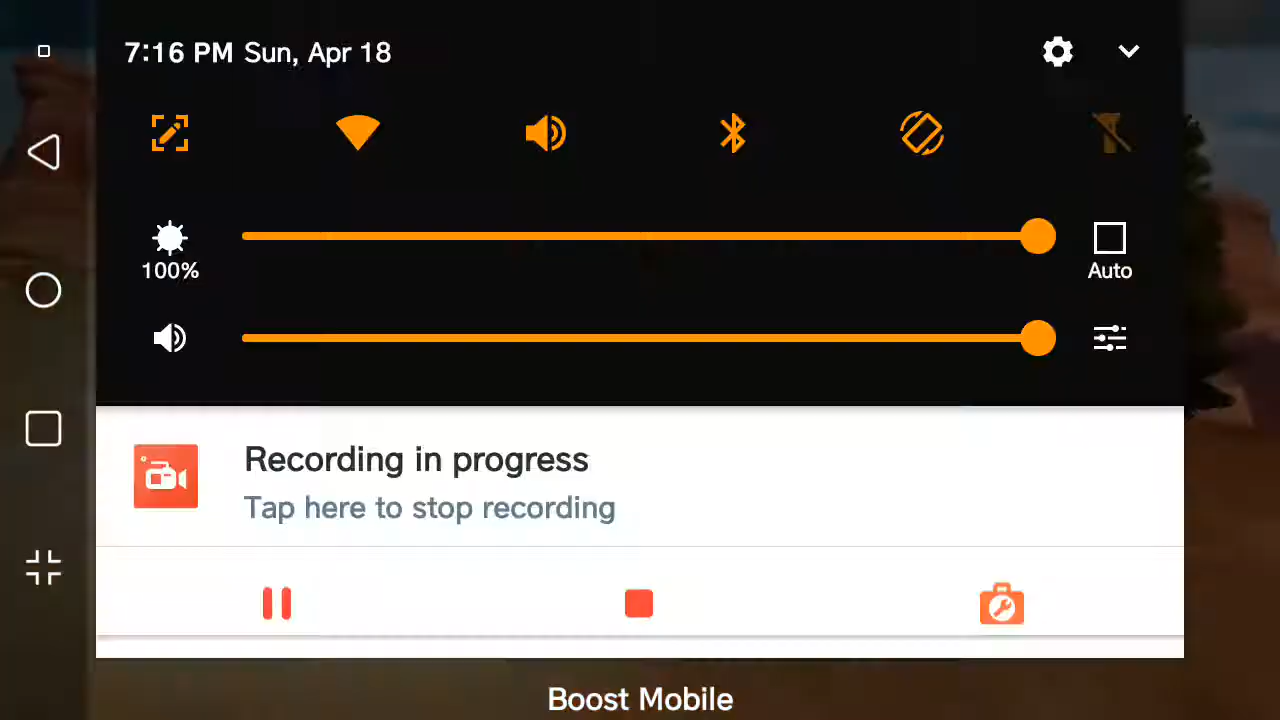 7:16 PM Sun, Apr 18
100%
Auto
Recording in progress
Tap here to stop recording
Boost Mobile